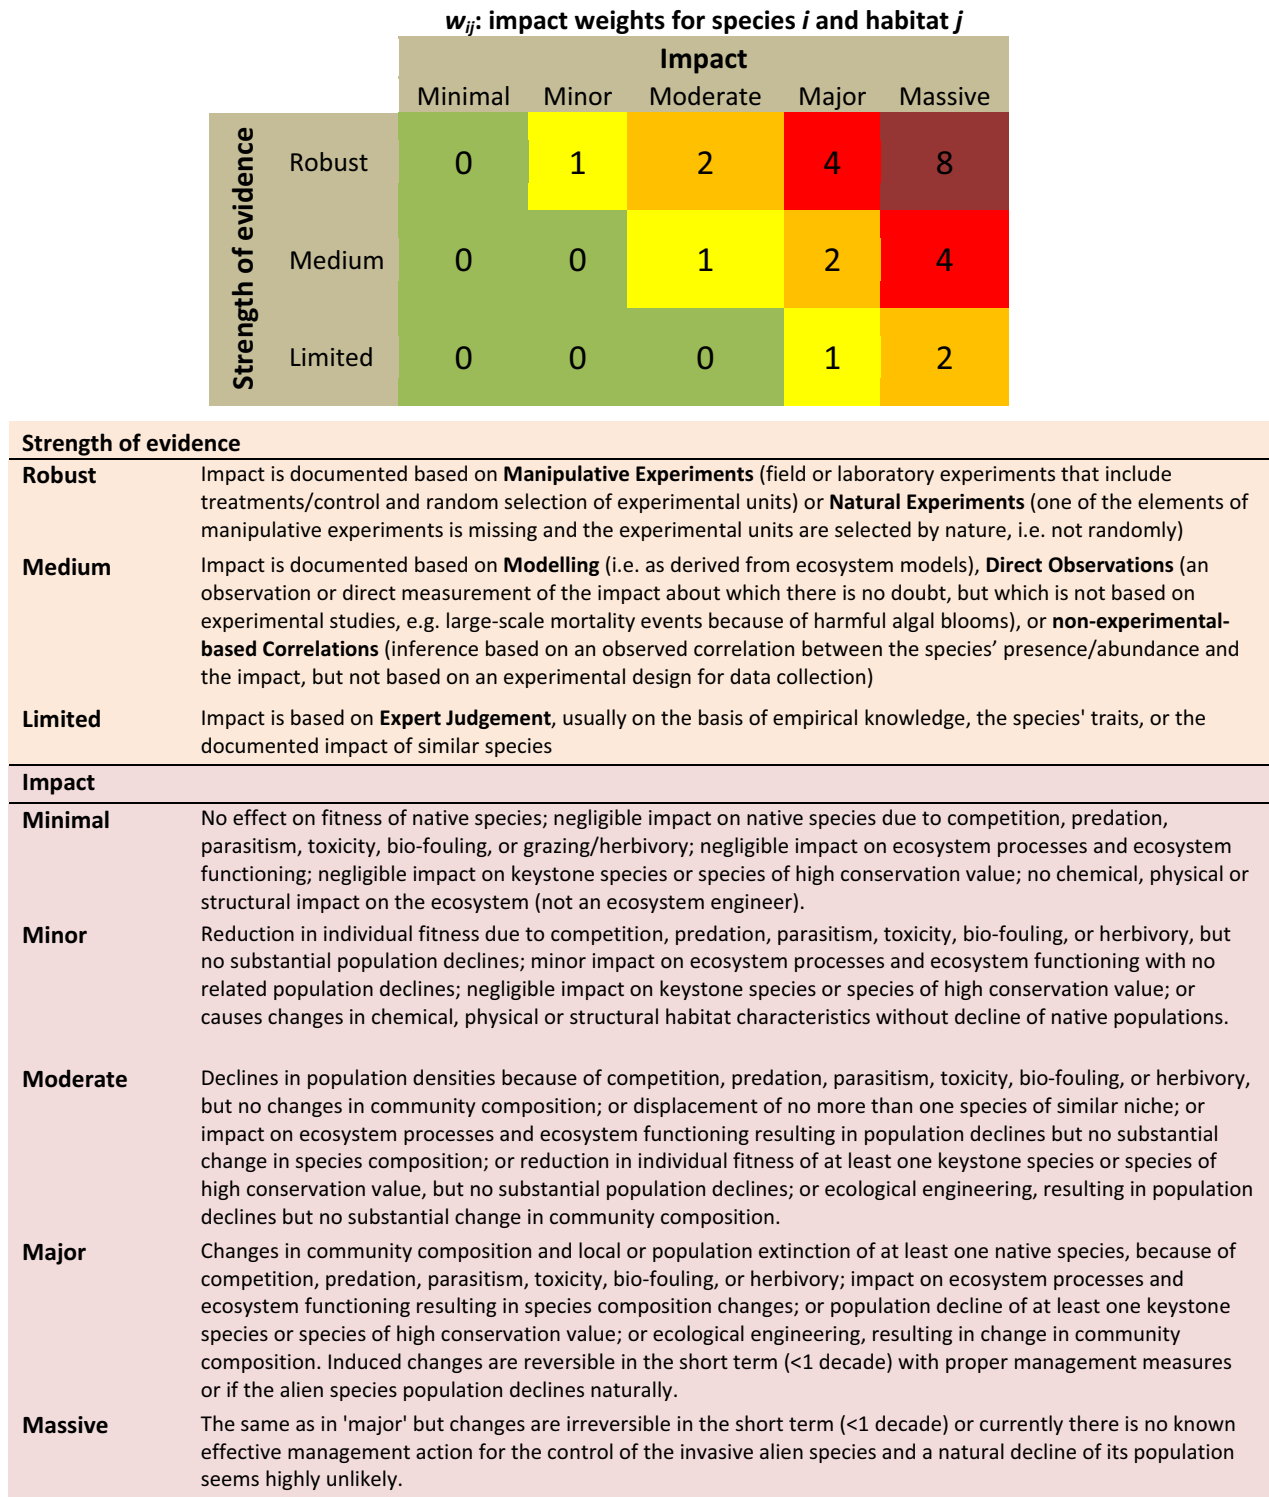 wij: impact weights for species i and habitat j
Impact
Minimal Minor Moderate Major Massive
Strength of evidence
Robust 0 1 2 4 8
Medium 0 0 1 2 4
Limited 0 0 0 1 2
Strength of evidence
Robust Impact is documented based on Manipulative Experiments (field or laboratory experiments that include
treatments/control and random selection of experimental units) or Natural Experiments (one of the elements of
manipulative experiments is missing and the experimental units are selected by nature, i.e. not randomly)
Medium Impact is documented based on Modelling (i.e. as derived from ecosystem models), Direct Observations (an
observation or direct measurement of the impact about which there is no doubt, but which is not based on
experimental studies, e.g. large-scale mortality events because of harmful algal blooms), or non-experimental-
based Correlations (inference based on an observed correlation between the species’ presence/abundance and
the impact, but not based on an experimental design for data collection)
Limited Impact is based on Expert Judgement, usually on the basis of empirical knowledge, the species' traits, or the
documented impact of similar species
Impact
Minimal No effect on fitness of native species; negligible impact on native species due to competition, predation,
parasitism, toxicity, bio-fouling, or grazing/herbivory; negligible impact on ecosystem processes and ecosystem
functioning; negligible impact on keystone species or species of high conservation value; no chemical, physical or
structural impact on the ecosystem (not an ecosystem engineer).
Minor Reduction in individual fitness due to competition, predation, parasitism, toxicity, bio-fouling, or herbivory, but
no substantial population declines; minor impact on ecosystem processes and ecosystem functioning with no
related population declines; negligible impact on keystone species or species of high conservation value; or
causes changes in chemical, physical or structural habitat characteristics without decline of native populations.
Moderate Declines in population densities because of competition, predation, parasitism, toxicity, bio-fouling, or herbivory,
but no changes in community composition; or displacement of no more than one species of similar niche; or
impact on ecosystem processes and ecosystem functioning resulting in population declines but no substantial
change in species composition; or reduction in individual fitness of at least one keystone species or species of
high conservation value, but no substantial population declines; or ecological engineering, resulting in population
declines but no substantial change in community composition.
Major Changes in community composition and local or population extinction of at least one native species, because of
competition, predation, parasitism, toxicity, bio-fouling, or herbivory; impact on ecosystem processes and
ecosystem functioning resulting in species composition changes; or population decline of at least one keystone
species or species of high conservation value; or ecological engineering, resulting in change in community
composition. Induced changes are reversible in the short term (<1 decade) with proper management measures
or if the alien species population declines naturally.
Massive The same as in 'major' but changes are irreversible in the short term (<1 decade) or currently there is no known
effective management action for the control of the invasive alien species and a natural decline of its population
seems highly unlikely.